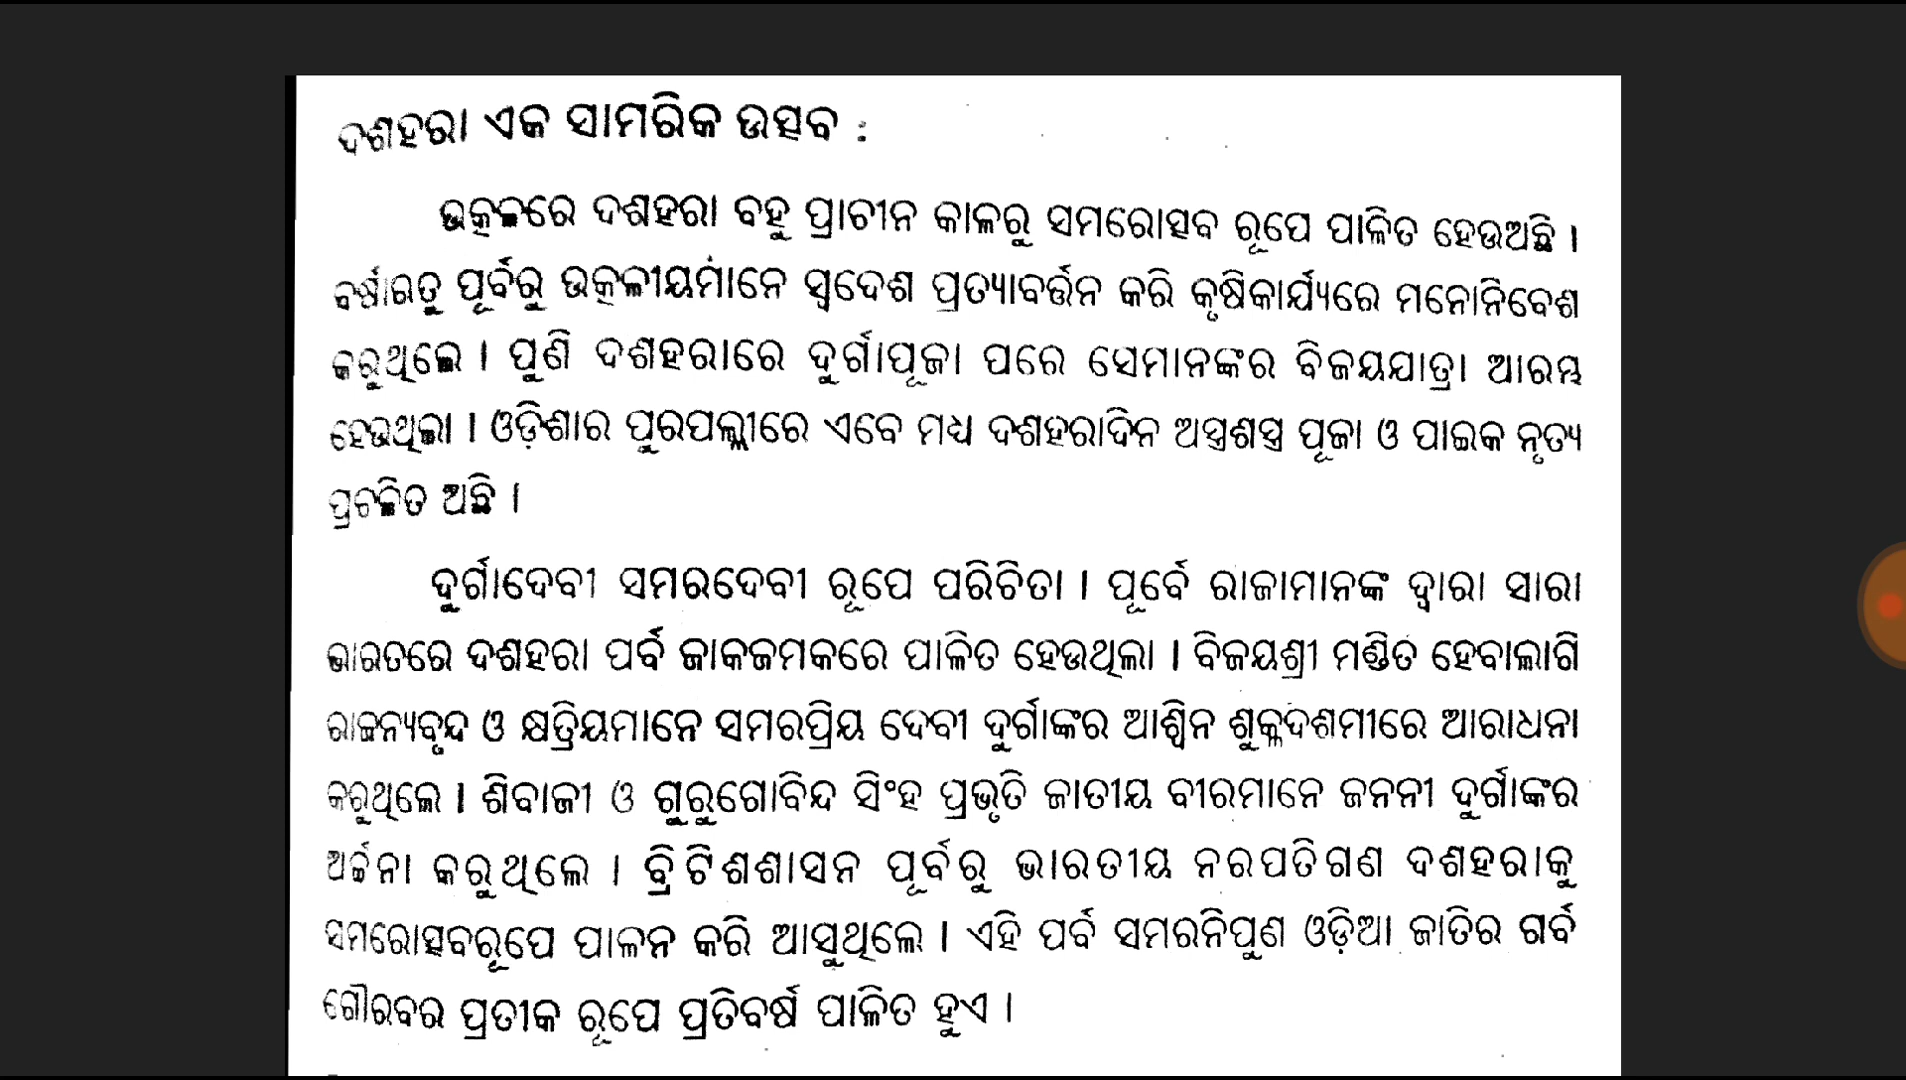 ଦଶହରା ଏକ ସାମରିକ ଉତ୍ସବ :
ଉତ୍କଳରେ ଦଶହରା ବହୁ ପ୍ରାଚୀନ କାଳରୁ ସମରୋତ୍ସବ ରୂପେ ପାଳିତ ହେଉଅଛି ।
ବର୍ଷାଋତୁ ପୂର୍ବରୁ ଉତ୍କଳୀୟମାନେ ସ୍ୱଦେଶ ପ୍ରତ୍ୟାବର୍ତ୍ତନ କରି କୃଷିକାର୍ଯ୍ୟରେ ମନୋନିବେଶ
କରୁଥିଲେ । ପୁଣି ଦଶହରାରେ ଦୁର୍ଗାପୂଜା ପରେ ସେମାନଙ୍କର ବିଜୟଯାତ୍ରା ଆରମ୍ଭ
ହେଉଥିଲା । ଓଡ଼ିଶାର ପୁରପଲ୍ଲୀରେ ଏବେ ମଧ୍ୟ ଦଶହରାଦିନ ଅସ୍ତ୍ରଶସ୍ତ୍ର ପୂଜା ଓ ପାଇକ ନୃତ୍ୟ
ପ୍ରଚଳିତ ଅଛି ।
ଦୁର୍ଗାଦେବୀ ସମରଦେବୀ ରୂପେ ପରିଚିତା । ପୂର୍ବେ ରାଜାମାନଙ୍କ ଦ୍ୱାରା ସାରା
ଭାରତରେ ଦଶହରା ପର୍ବ ଜାକଜମକରେ ପାଳିତ ହେଉଥିଲା । ବିଜୟଶ୍ରୀ ମଣ୍ଡିତ ହେବାଲାଗି
ରାଜନ୍ୟବୃନ୍ଦ ଓ କ୍ଷତ୍ରିୟମାନେ ସମରପ୍ରିୟ ଦେବୀ ଦୁର୍ଗାଙ୍କର ଆଶ୍ୱିନ ଶୁକ୍ଳଦଶମୀରେ ଆରାଧନା
କରୁଥିଲେ । ଶିବାଜୀ ଓ ଗୁରୁଗୋବିନ୍ଦ ସିଂହ ପ୍ରଭୃତି ଜାତୀୟ ବୀରମାନେ ଜନନୀ ଦୁର୍ଗାଙ୍କର
ଅର୍ଚ୍ଚନା କରୁଥିଲେ । ବ୍ରିଟିଶଶାସନ ପୂର୍ବରୁ ଭାରତୀୟ ନରପତିଗଣ ଦଶହରାକୁ
ସମରୋତ୍ସବରୂପେ ପାଳନ କରି ଆସୁଥିଲେ । ଏହି ପର୍ବ ସମରନିପୁଣ ଓଡ଼ିଆ ଜାତିର ଗର୍ବ
ଗୌରବର ପ୍ରତୀକ ରୂପେ ପ୍ରତିବର୍ଷ ପାଳିତ ହୁଏ ।